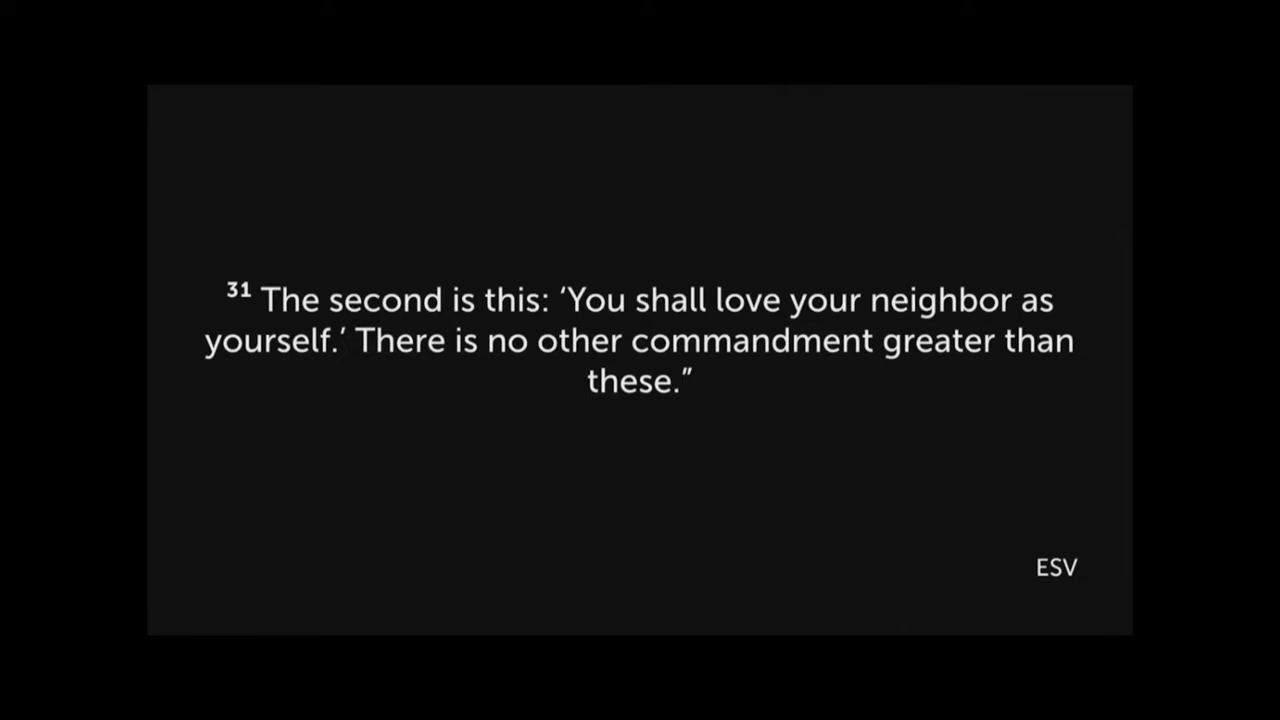 31 The second is this: ‘You shall love your neighbor as
yourself.’ There is no other commandment greater than
these.”
ESV